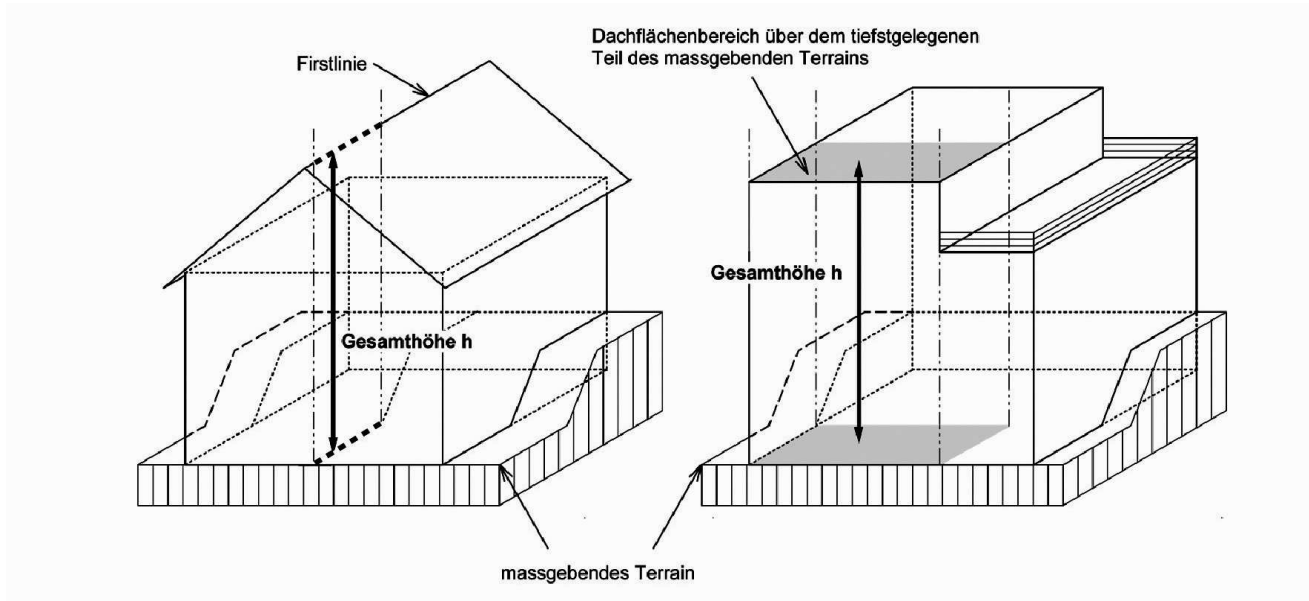 Firstlinie
Dachflächenbereich über dem tiefstgelegenen
Teil des massgebenden Terrains
Gesamthöhe h
Gesamthöhe h
massgebendes Terrain